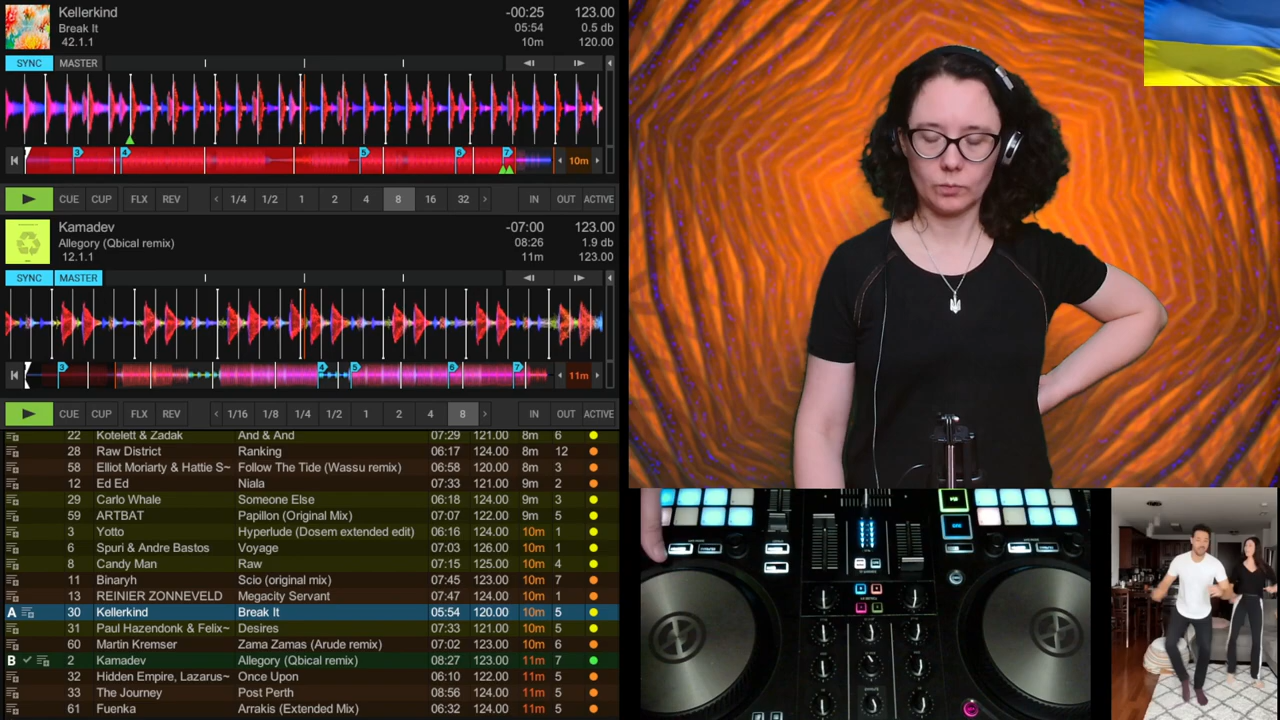 Kellerkind -00:25 123.00
Break It 05:54 0.5 db
42.1.1 10m 120.00
SYNC MASTER
3 4 5 6 7 10m
CUE CUP FLX REV 1/4 1/2 1 2 4 8 16 32 IN OUT ACTIVE
Kamadev -07:00 123.00
Allegory (Qbical remix) 08:26 1.9 db
12.1.1 11m 123.00
SYNC MASTER
3 4 5 6 7 11m
CUE CUP FLX REV 1/16 1/8 1/4 1/2 1 2 4 8 IN OUT ACTIVE
22 Kotelett & Zadak And & And 07:29 121.00 8m 6
28 Raw District Ranking 06:17 124.00 8m 12
58 Elliot Moriarty & Hattie S~ Follow The Tide (Wassu remix) 06:58 120.00 8m 3
12 Ed Ed Niala 07:33 121.00 9m 2
29 Carlo Whale Someone Else 06:18 124.00 9m 3
59 ARTBAT Papillon (Original Mix) 07:07 122.00 9m 5
3 Yotto Hyperlude (Dosem extended edit) 06:16 124.00 10m 1
6 Spuri & Andre Bastos Voyage 07:03 126.00 10m 1
8 Candy Man Raw 07:15 125.00 10m 4
11 Binaryh Scio (original mix) 07:45 123.00 10m 7
13 REINIER ZONNEVELD Megacity Servant 07:47 124.00 10m 1
A 30 Kellerkind Break It 05:54 120.00 10m 5
31 Paul Hazendonk & Felix~ Desires 07:33 121.00 10m 5
60 Martin Kremser Zama Zamas (Arude remix) 07:02 123.00 10m 6
B 2 Kamadev Allegory (Qbical remix) 08:27 123.00 11m 7
32 Hidden Empire, Lazarus~ Once Upon 06:10 122.00 11m 5
33 The Journey Post Perth 08:56 124.00 11m 5
61 Fuenka Arrakis (Extended Mix) 06:32 124.00 11m 5